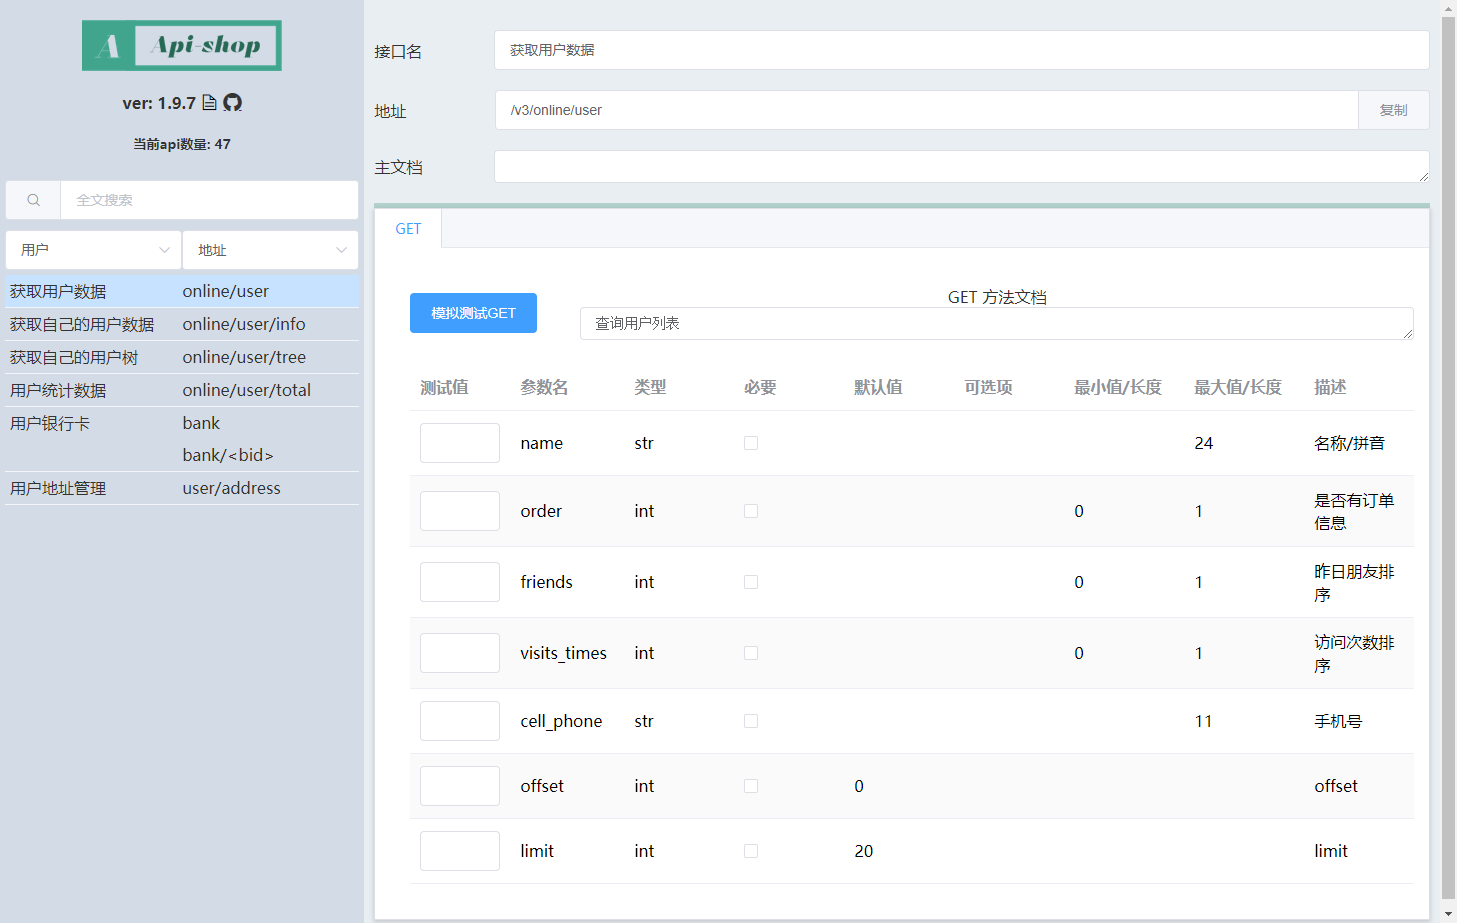 A Api-shop
ver: 1.9.7
当前api数量: 47
全文搜索
用户 地址
获取用户数据 online/user
获取自己的用户数据 online/user/info
获取自己的用户树 online/user/tree
用户统计数据 online/user/total
用户银行卡 bank
bank/<bid>
用户地址管理 user/address
接口名 获取用户数据
地址 /v3/online/user 复制
主文档
GET
模拟测试GET
GET 方法文档
查询用户列表
测试值 参数名 类型 必要 默认值 可选项 最小值/长度 最大值/长度 描述
name str 24 名称/拼音
order int 0 1 是否有订单
信息
friends int 0 1 昨日朋友排
序
visits_times int 0 1 访问次数排
序
cell_phone str 11 手机号
offset int 0 offset
limit int 20 limit